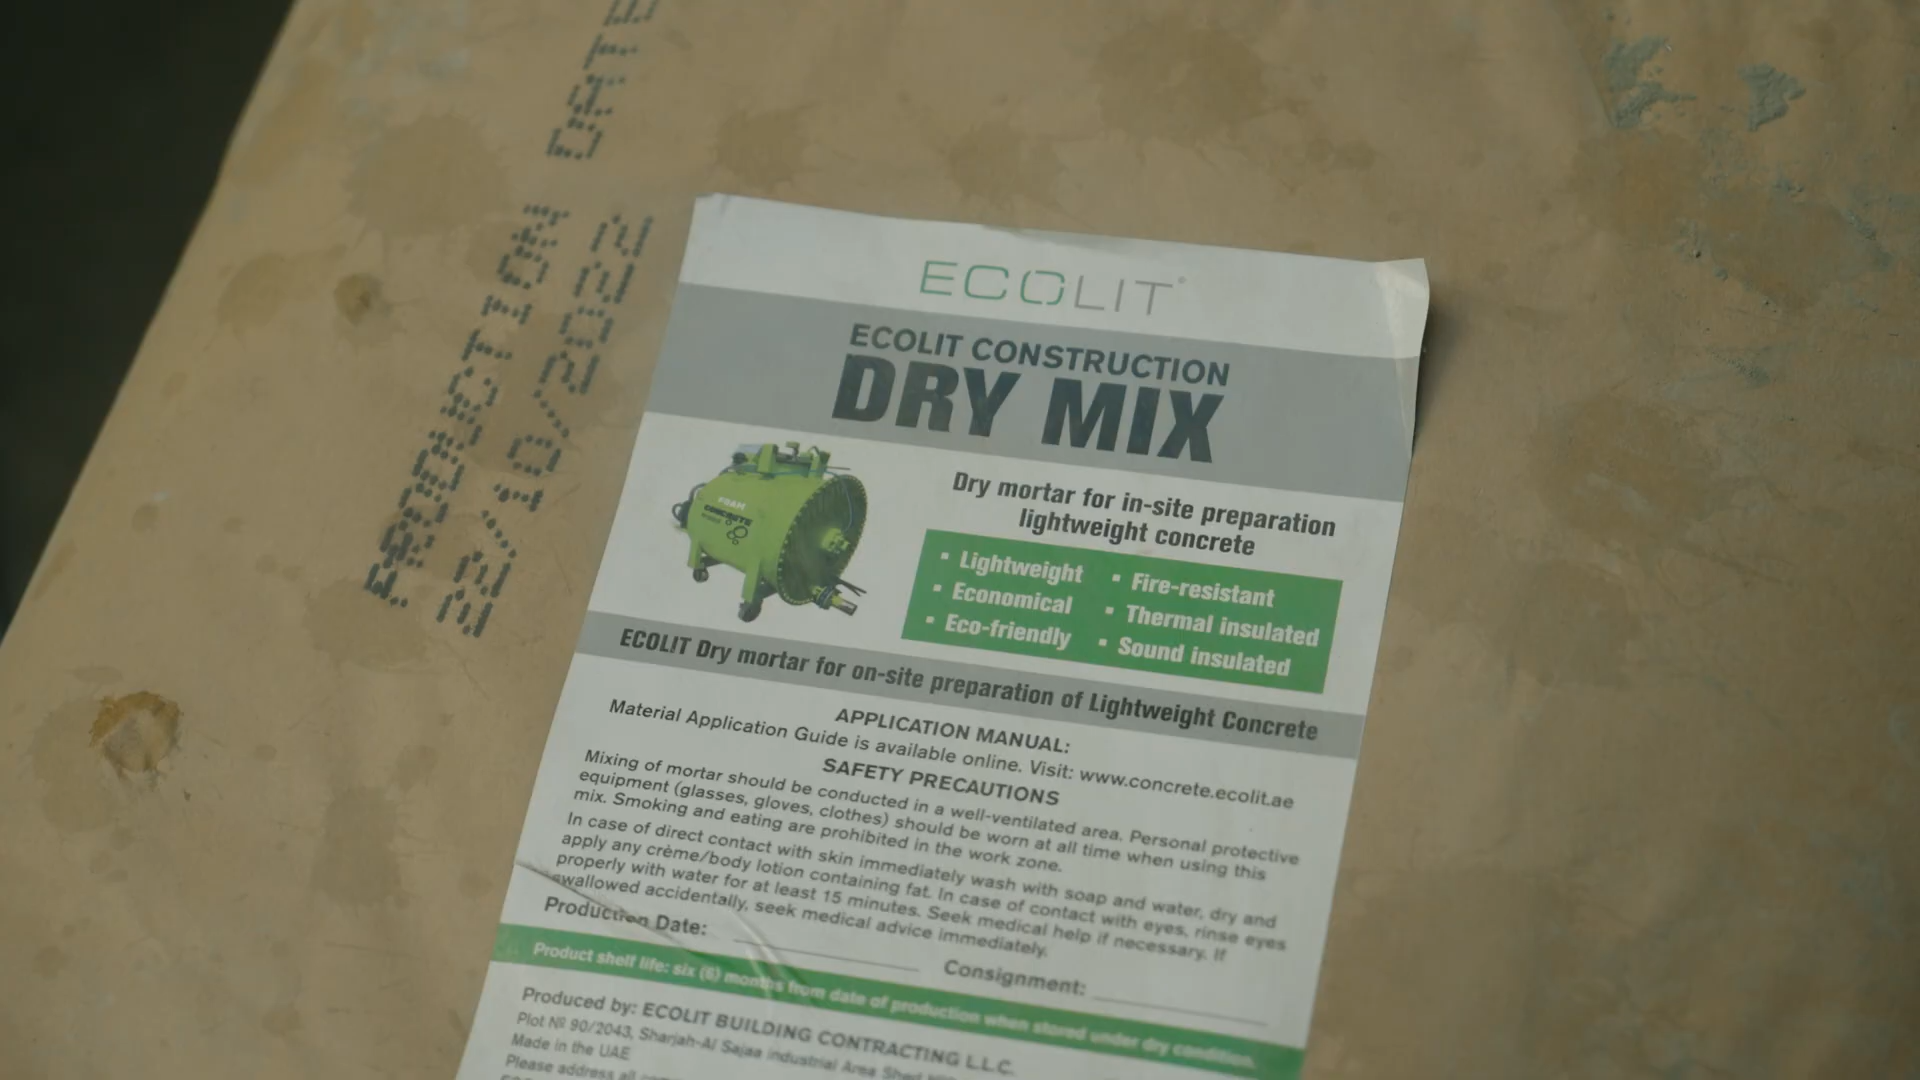 PRODUCTION DATE
22/10/2022
ECOLIT
ECOLIT CONSTRUCTION
DRY MIX
FOAM
CONCRETE
Dry mortar for in-site preparation
lightweight concrete
▪ Lightweight
▪ Economical
▪ Eco-friendly
▪ Fire-resistant
▪ Thermal insulated
▪ Sound insulated
ECOLIT Dry mortar for on-site preparation of Lightweight Concrete
APPLICATION MANUAL:
Material Application Guide is available online. Visit: www.concrete.ecolit.ae
SAFETY PRECAUTIONS
Mixing of mortar should be conducted in a well-ventilated area. Personal protective
equipment (glasses, gloves, clothes) should be worn at all time when using this
mix. Smoking and eating are prohibited in the work zone.
In case of direct contact with skin immediately wash with soap and water, dry and
apply any crème/body lotion containing fat. In case of contact with eyes, rinse eyes
properly with water for at least 15 minutes. Seek medical help if necessary. If
swallowed accidentally, seek medical advice immediately.
Production Date:
Consignment:
Product shelf life: six (6) months from date of production when stored under dry condition.
Produced by: ECOLIT BUILDING CONTRACTING L.L.C.
Plot № 90/2043, Sharjah-Al Sajaa industrial Area Shed
Made in the UAE
Please address all